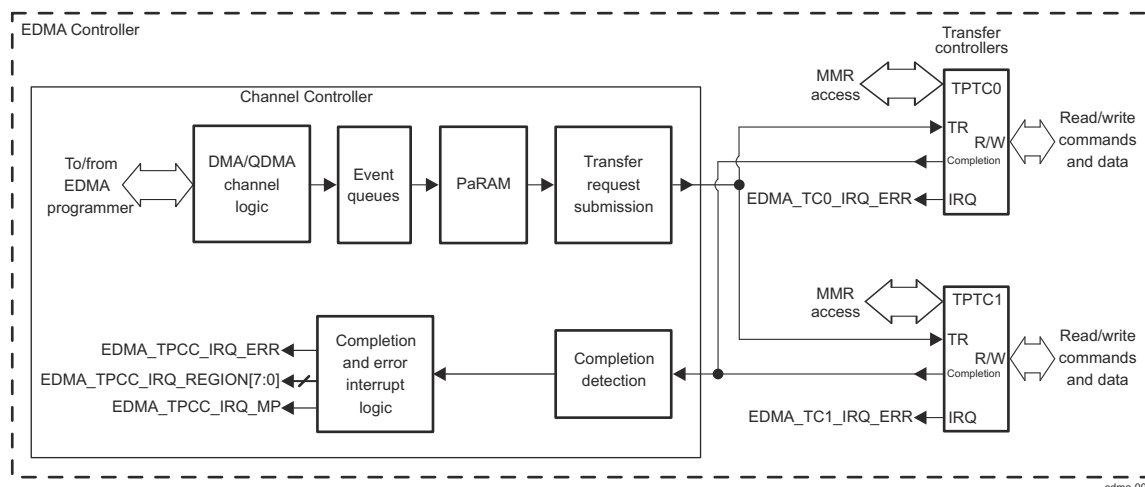 EDMA Controller
Transfer
controllers
Channel Controller
MMR
access
TPTC0
TR
R/W
Completion
IRQ
Read/write
commands
and data
To/from
EDMA
programmer
DMA/QDMA
channel
logic
Event
queues
PaRAM
Transfer
request
submission
EDMA_TC0_IRQ_ERR
MMR
access
TPTC1
TR
R/W
Completion
IRQ
Read/write
commands
and data
EDMA_TPCC_IRQ_ERR
EDMA_TPCC_IRQ_REGION[7:0]
EDMA_TPCC_IRQ_MP
Completion
and error
interrupt
logic
Completion
detection
EDMA_TC1_IRQ_ERR